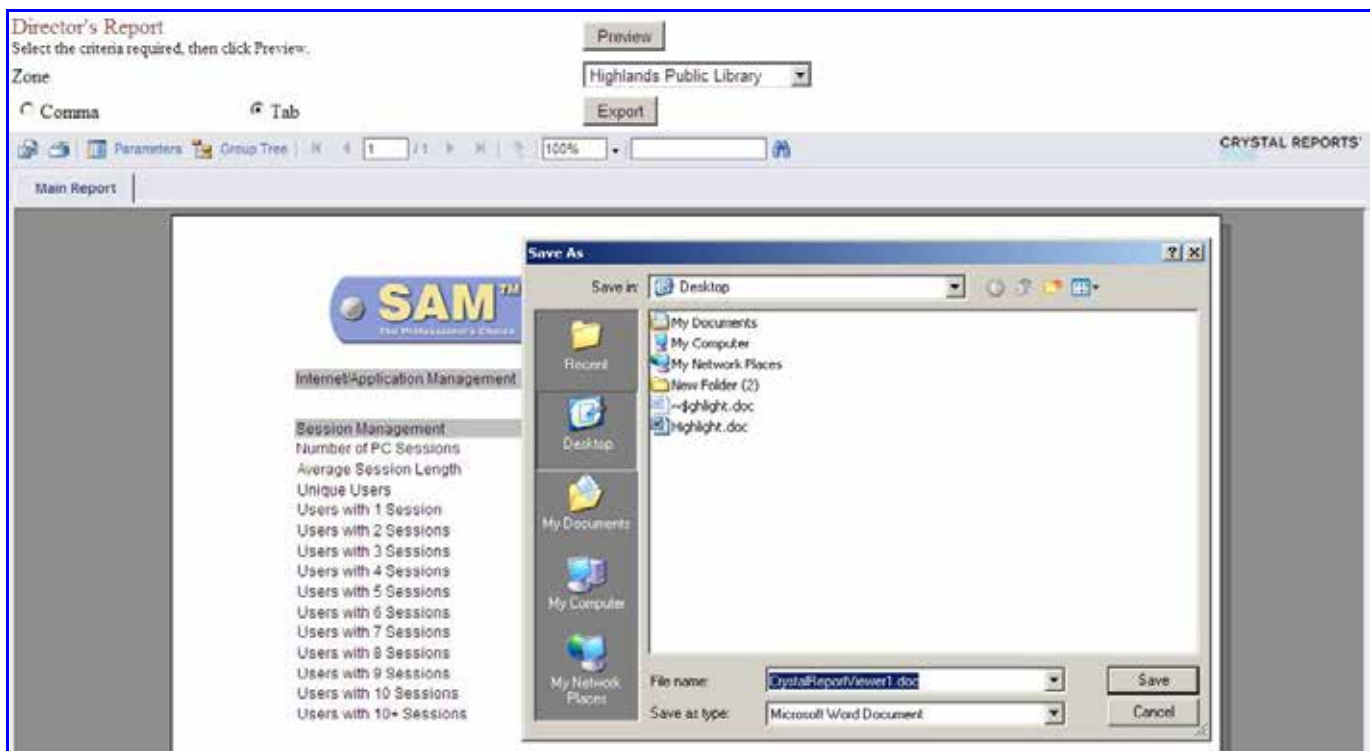 Director's Report
Select the criteria required, then click Preview.
Preview
Zone
Highlands Public Library
Comma
Tab
Export
Parameters
Group Tree
1
/1
100%
CRYSTAL REPORTS'
Main Report
SAM™
The Professional's Choice
Internet/Application Management
Session Management
Number of PC Sessions
Average Session Length
Unique Users
Users with 1 Session
Users with 2 Sessions
Users with 3 Sessions
Users with 4 Sessions
Users with 5 Sessions
Users with 6 Sessions
Users with 7 Sessions
Users with 8 Sessions
Users with 9 Sessions
Users with 10 Sessions
Users with 10+ Sessions
Save As
Save in:
Desktop
Recent
Desktop
My Documents
My Computer
My Network
Places
My Documents
My Computer
My Network Places
New Folder (2)
~$ghlight.doc
Highlight.doc
File name:
CrystalReportViewer1.doc
Save
Save as type:
Microsoft Word Document
Cancel